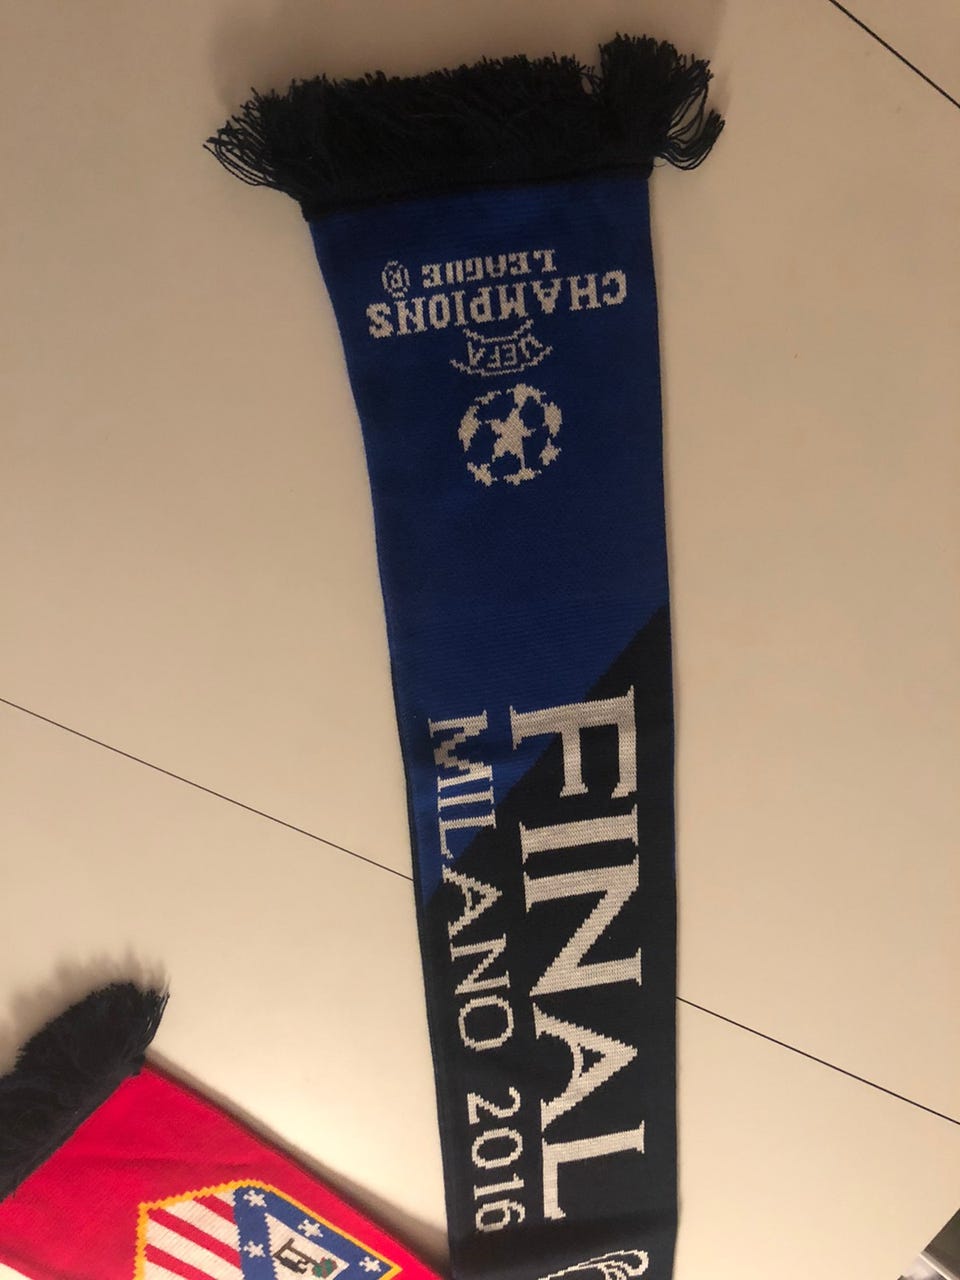 UEFA
CHAMPIONS
LEAGUE ®
FINAL
MILANO 2016